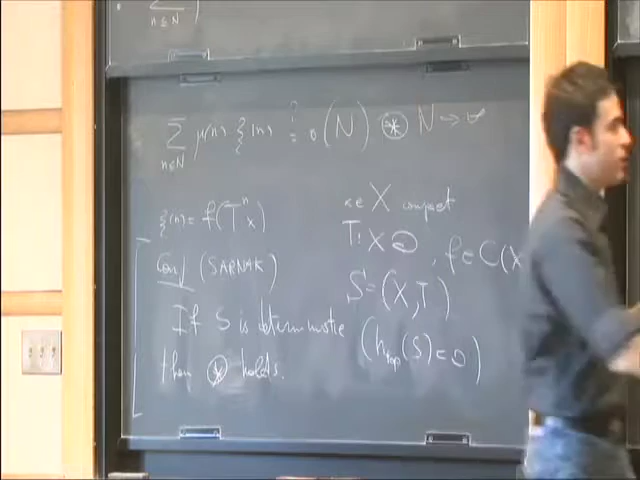 n≤N
∑_{n≤N} μ(n) ξ(n) ?= o(N) ⊛ N→∞
ξ(n) = f(Tⁿx)
x∈X compact
T: X ↺, f∈C(X
S=(X,T)
Conj (SARNAK)
If S is deterministic (h_top(S)=0)
then ⊛ holds.